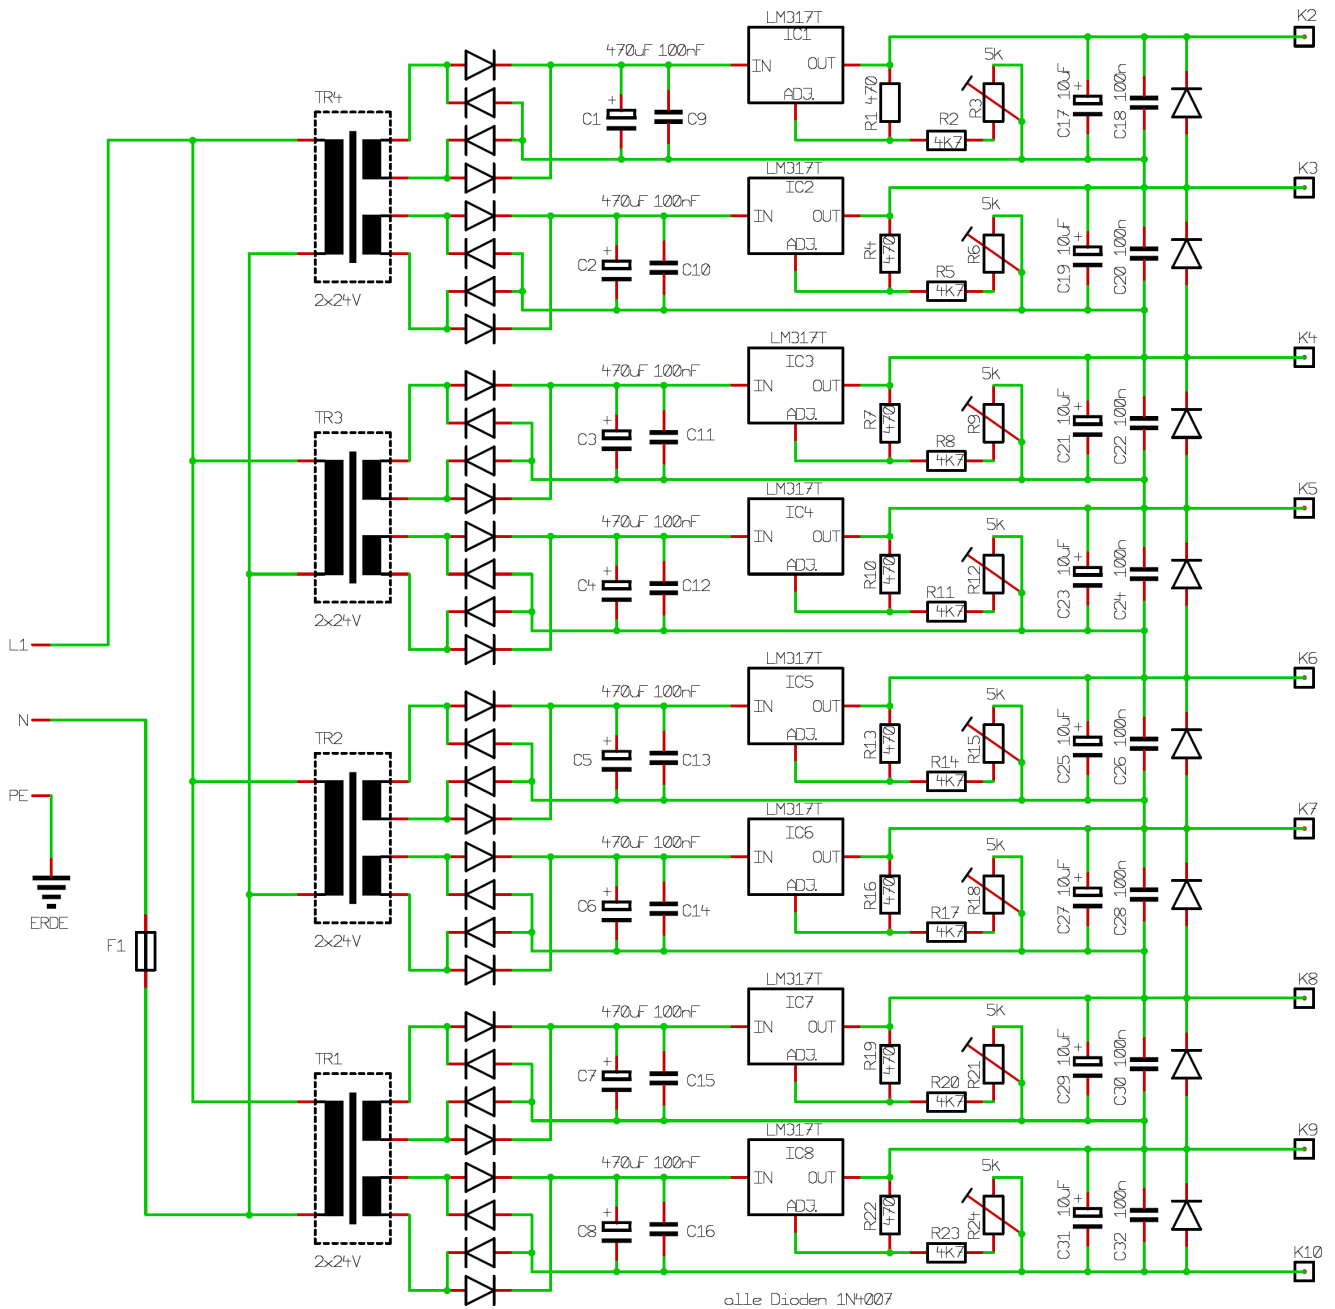 LM317T
K2
470uF 100nF
IC1
IN
OUT
ADJ.
5K
TR4
C1
C9
R1 470
R2
4K7
R3
C17 10uF
C18 100n
2x24V
LM317T
K3
470uF 100nF
IC2
IN
OUT
ADJ.
5K
C2
C10
R4
470
R5
4K7
R6
C19 10uF
C20 100n
LM317T
K4
470uF 100nF
IC3
IN
OUT
ADJ.
5K
TR3
C3
C11
R7
470
R8
4K7
R9
C21 10uF
C22 100n
2x24V
LM317T
K5
470uF 100nF
IC4
IN
OUT
ADJ.
5K
C4
C12
R10
470
R11
4K7
R12
C23 10uF
C24 100n
L1
N
PE
ERDE
F1
LM317T
K6
470uF 100nF
IC5
IN
OUT
ADJ.
5K
TR2
C5
C13
R13
470
R14
4K7
R15
C25 10uF
C26 100n
2x24V
LM317T
K7
470uF 100nF
IC6
IN
OUT
ADJ.
5K
C6
C14
R16
470
R17
4K7
R18
C27 10uF
C28 100n
LM317T
K8
470uF 100nF
IC7
IN
OUT
ADJ.
5K
TR1
C7
C15
R19
470
R20
4K7
R21
C29 10uF
C30 100n
2x24V
LM317T
K9
470uF 100nF
IC8
IN
OUT
ADJ.
5K
C8
C16
R22
470
R23
4K7
R24
C31 10uF
C32 100n
K10
alle Dioden 1N4007